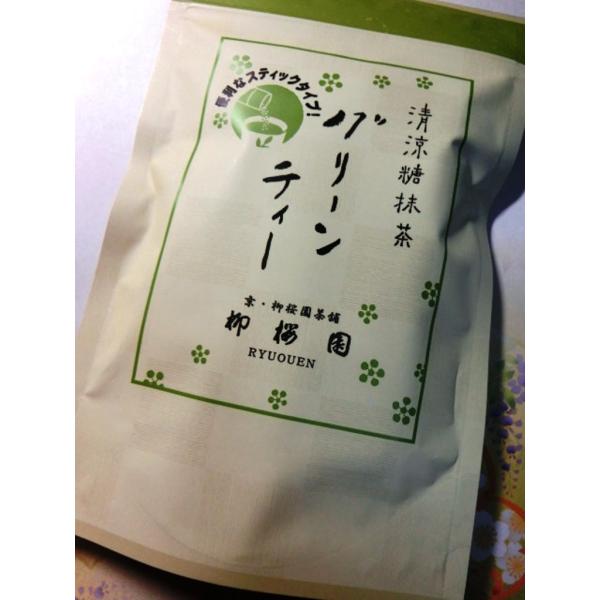 便利なスティックタイプ!
清涼糖抹茶
グリーン
ティー
京・柳桜園茶舗
柳桜園
RYUOUEN